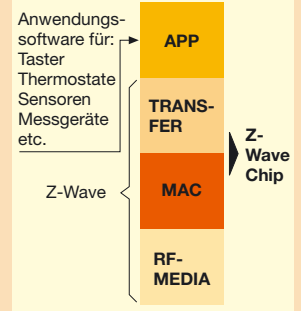 Anwendungs-
software für:
Taster
Thermostate
Sensoren
Messgeräte
etc.
APP
TRANS-
FER
Z-Wave
MAC
RF-
MEDIA
Z-
Wave
Chip